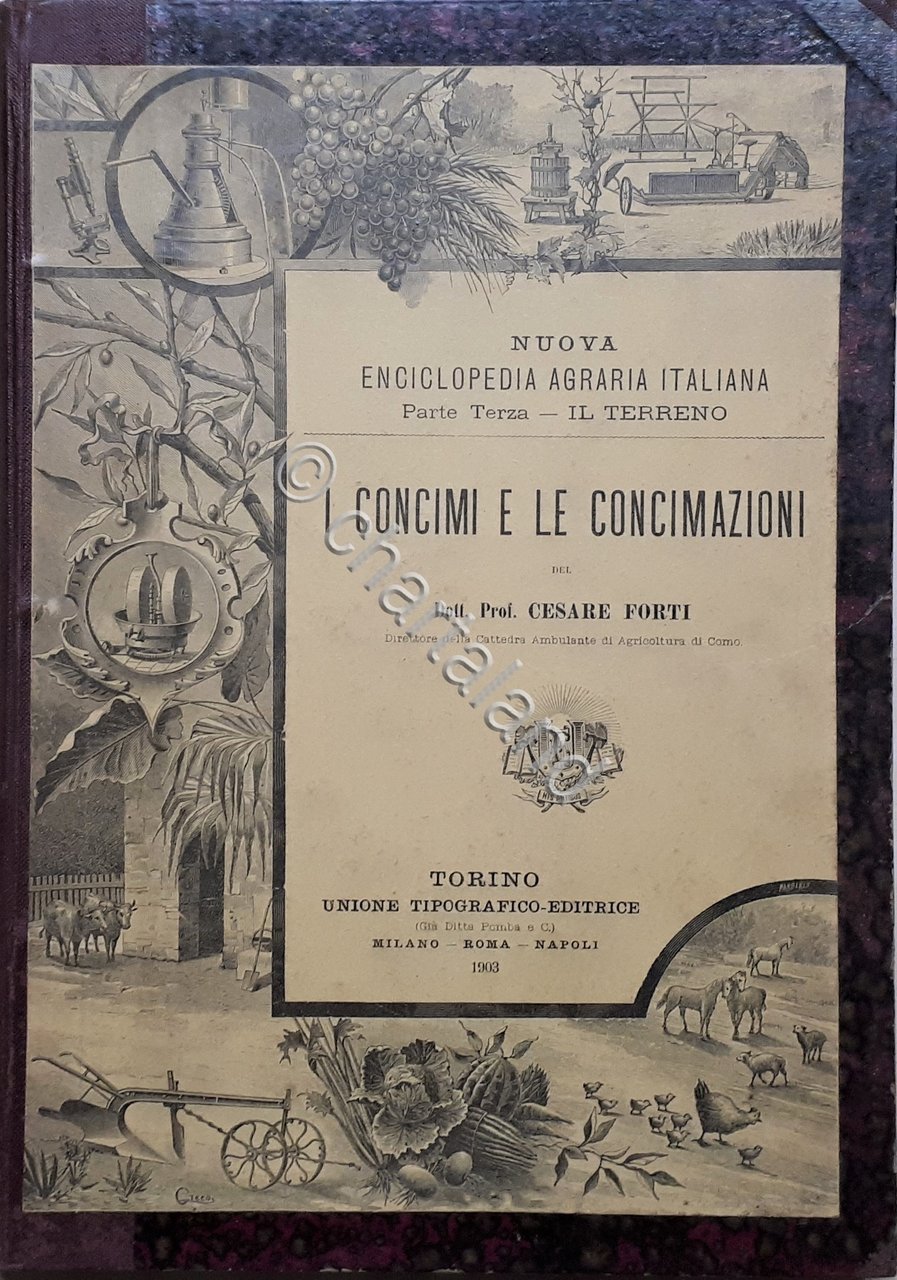 NUOVA
ENCICLOPEDIA AGRARIA ITALIANA
Parte Terza — IL TERRENO
I CONCIMI E LE CONCIMAZIONI
DEL
Dott. Prof. CESARE FORTI
Direttore della Cattedra Ambulante di Agricoltura di Como.
TORINO
UNIONE TIPOGRAFICO-EDITRICE
(Già Ditta Pomba e C.)
MILANO — ROMA — NAPOLI
1903
© chartaland